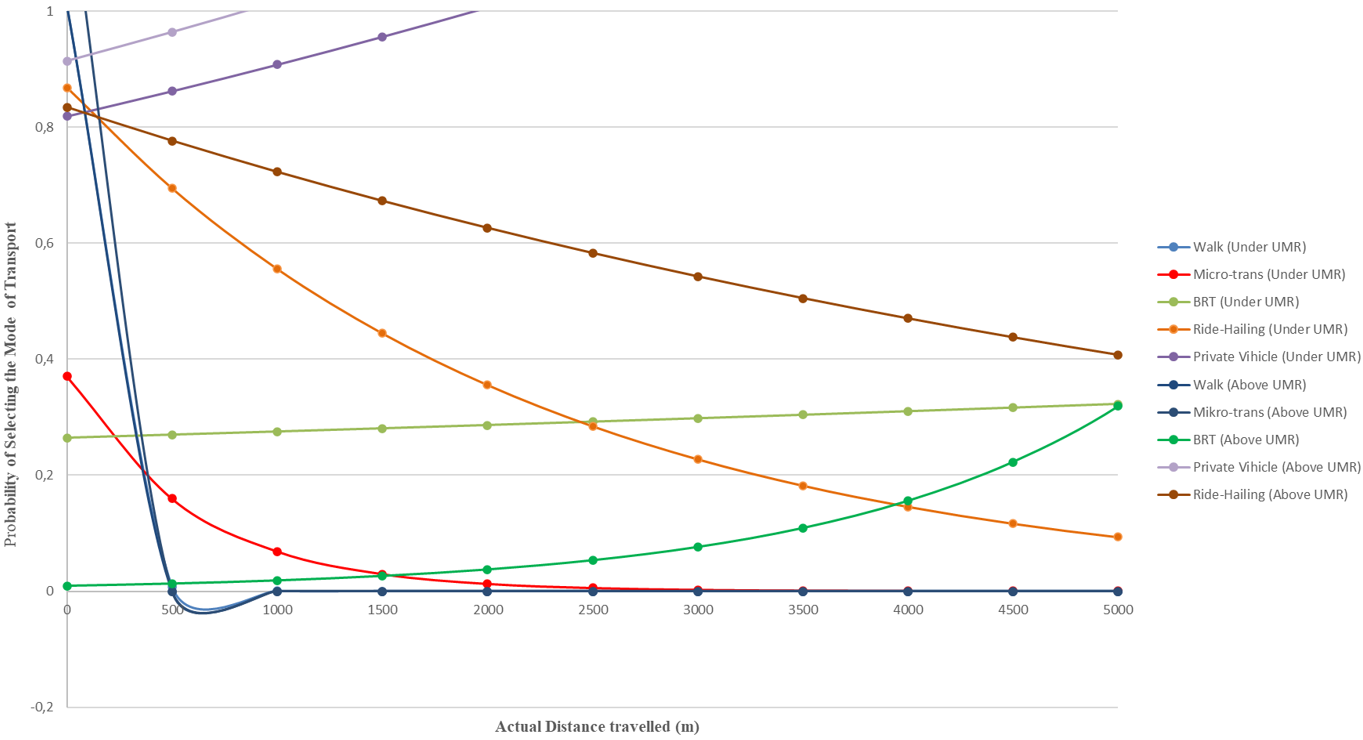 1
0,8
0,6
0,4
0,2
0
-0,2
Probability of Selecting the Mode of Transport
0 500 1000 1500 2000 2500 3000 3500 4000 4500 5000
Actual Distance travelled (m)
Walk (Under UMR)
Micro-trans (Under UMR)
BRT (Under UMR)
Ride-Hailing (Under UMR)
Private Vihicle (Under UMR)
Walk (Above UMR)
Mikro-trans (Above UMR)
BRT (Above UMR)
Private Vihicle (Above UMR)
Ride-Hailing (Above UMR)